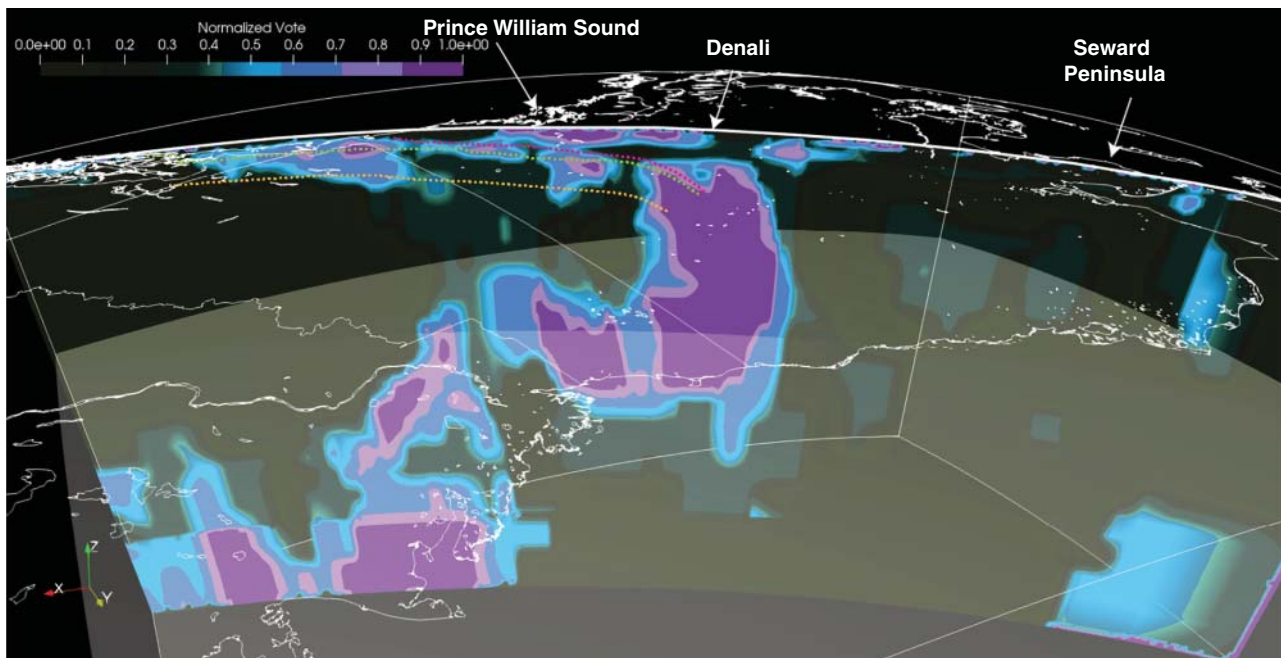 Normalized Vote
0.0e+00 0.1 0.2 0.3 0.4 0.5 0.6 0.7 0.8 0.9 1.0e+00
Prince William Sound
Denali
Seward
Peninsula
Z
X
Y